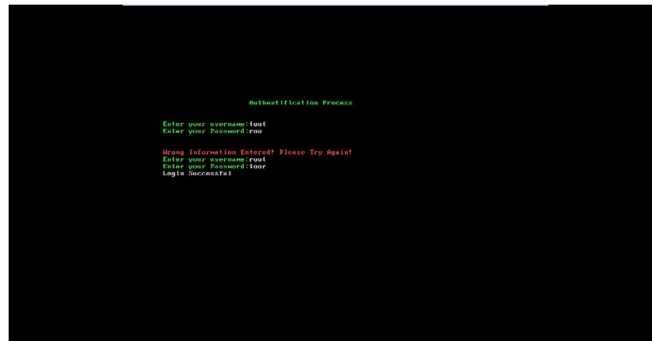 Authentification Process
Enter your username:tout
Enter your Password:roo
Wrong Information Entered! Please Try Again!
Enter your username:root
Enter your Password:toor
Login Successful